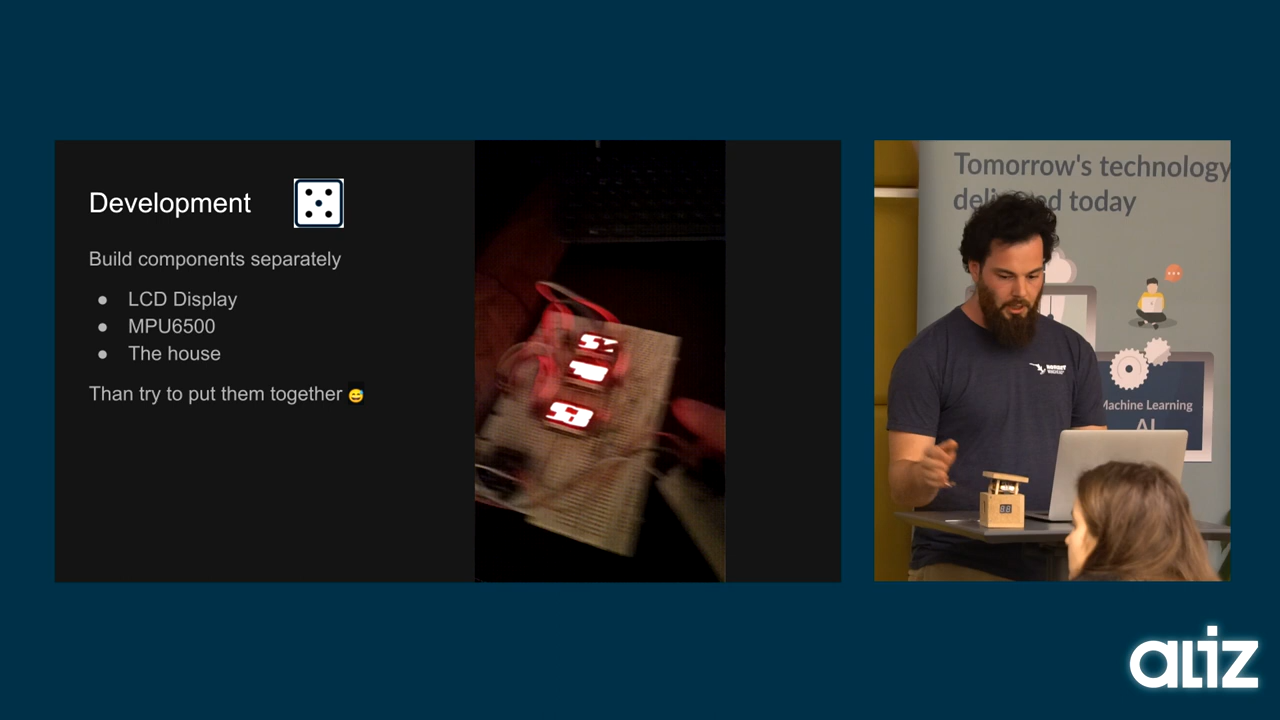 Development
Build components separately
● LCD Display
● MPU6500
● The house
Than try to put them together 😅
Tomorrow's technology
today
Machine Learning
AI
aliz